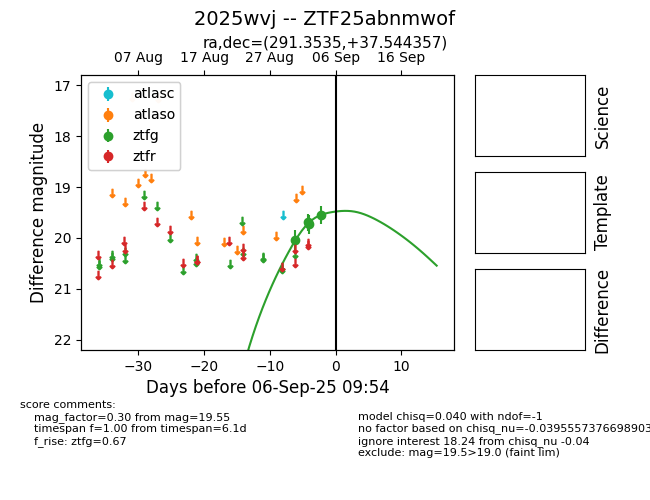 2025wvj -- ZTF25abnmwof
ra,dec=(291.3535,+37.544357)
07 Aug 17 Aug 27 Aug 06 Sep 16 Sep
17
18
19
20
21
22
Difference magnitude
atlasc
atlaso
ztfg
ztfr
−30 −20 −10 0 10
Days before 06-Sep-25 09:54
Science
Template
Difference
score comments:
mag_factor=0.30 from mag=19.55
timespan f=1.00 from timespan=6.1d
f_rise: ztfg=0.67
model chisq=0.040 with ndof=-1
no factor based on chisq_nu=-0.0395557376698903
ignore interest 18.24 from chisq_nu -0.04
exclude: mag=19.5>19.0 (faint lim)